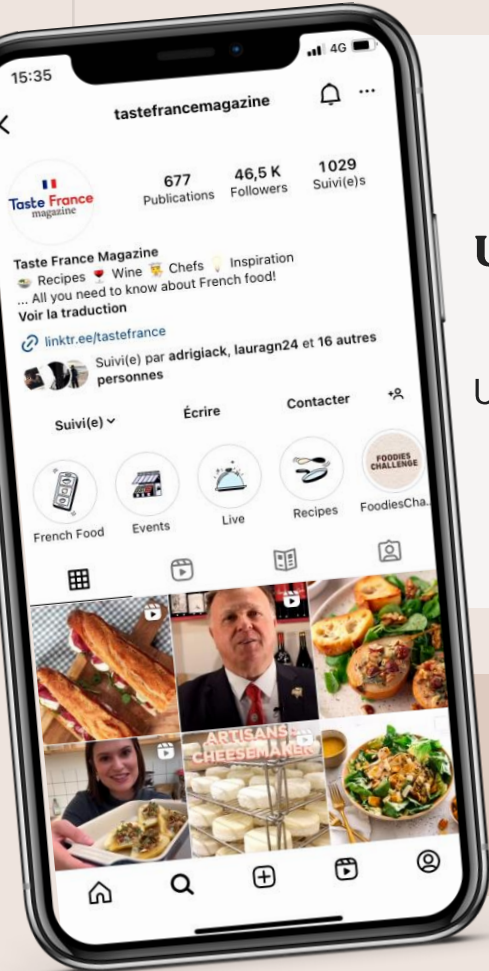 15:35
4G
tastefrancemagazine
Taste France
magazine
677
Publications
46,5 K
Followers
1 029
Suivi(e)s
Taste France Magazine
Recipes Wine Chefs Inspiration
... All you need to know about French food!
Voir la traduction
linktr.ee/tastefrance
Suivi(e) par adrigiack, lauragn24 et 16 autres
personnes
Suivi(e)
Écrire
Contacter
FOODIES
CHALLENGE
French Food
Events
Live
Recipes
FoodiesCha...
ARTISANS
CHEESEMAKER